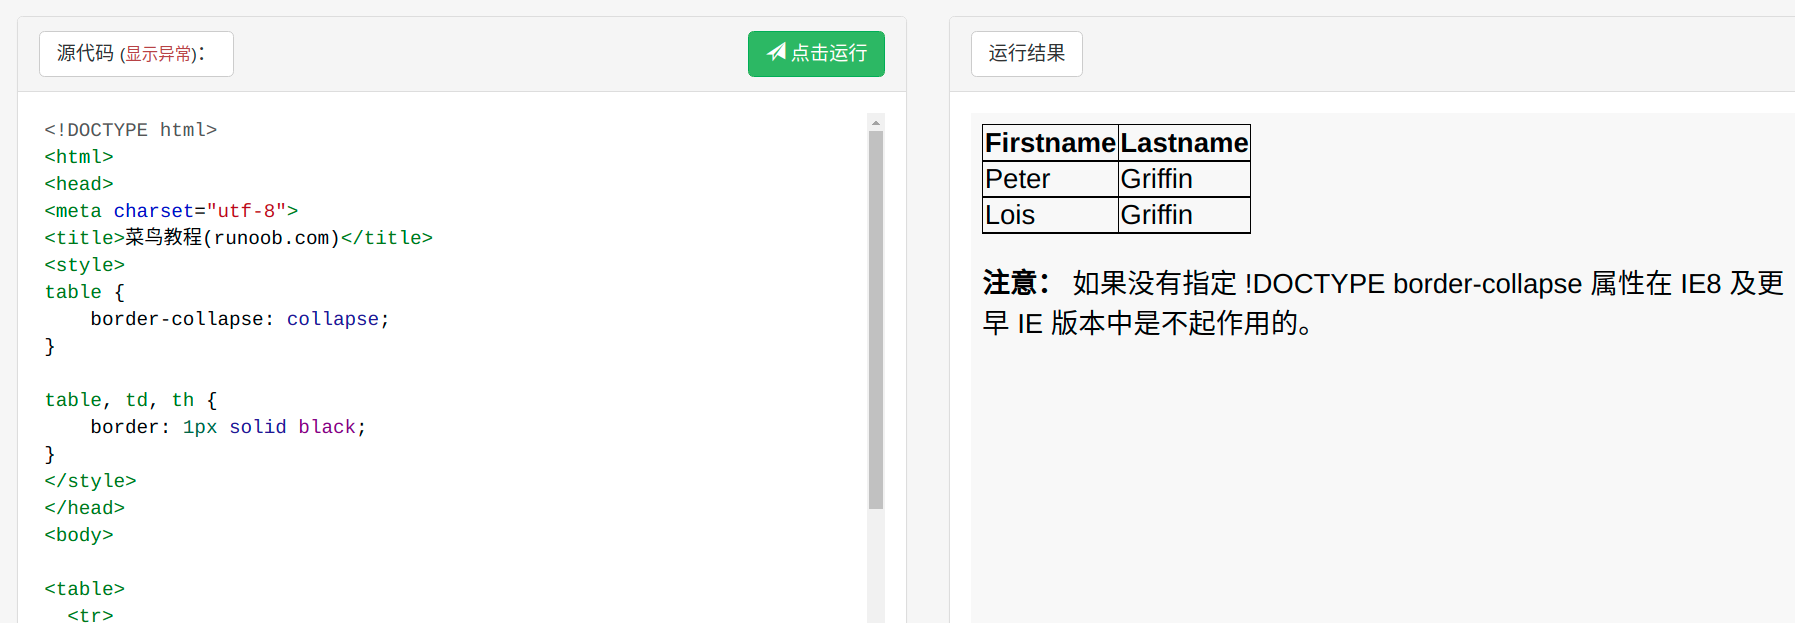 源代码 (显示异常)：
点击运行
<!DOCTYPE html>
<html>
<head>
<meta charset="utf-8">
<title>菜鸟教程(runoob.com)</title>
<style>
table {
    border-collapse: collapse;
}

table, td, th {
    border: 1px solid black;
}
</style>
</head>
<body>

<table>
  <tr>
运行结果
Firstname Lastname
Peter Griffin
Lois Griffin
注意： 如果没有指定 !DOCTYPE border-collapse 属性在 IE8 及更
早 IE 版本中是不起作用的。